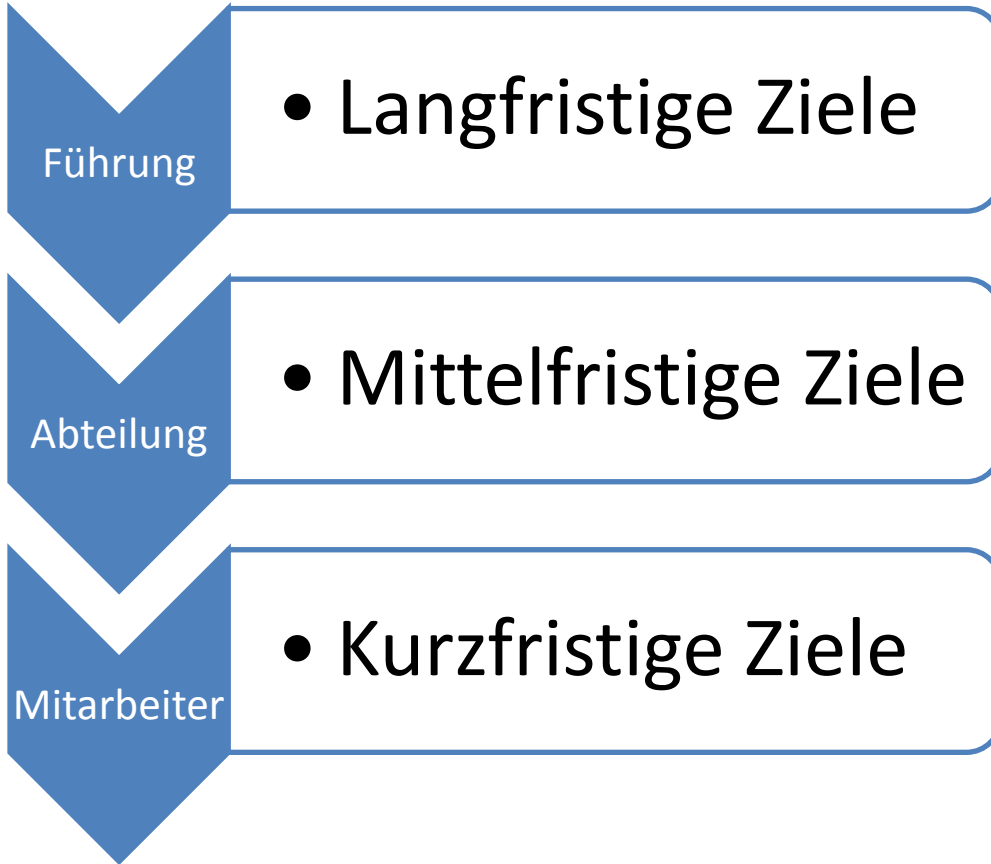 Führung
• Langfristige Ziele
Abteilung
• Mittelfristige Ziele
Mitarbeiter
• Kurzfristige Ziele